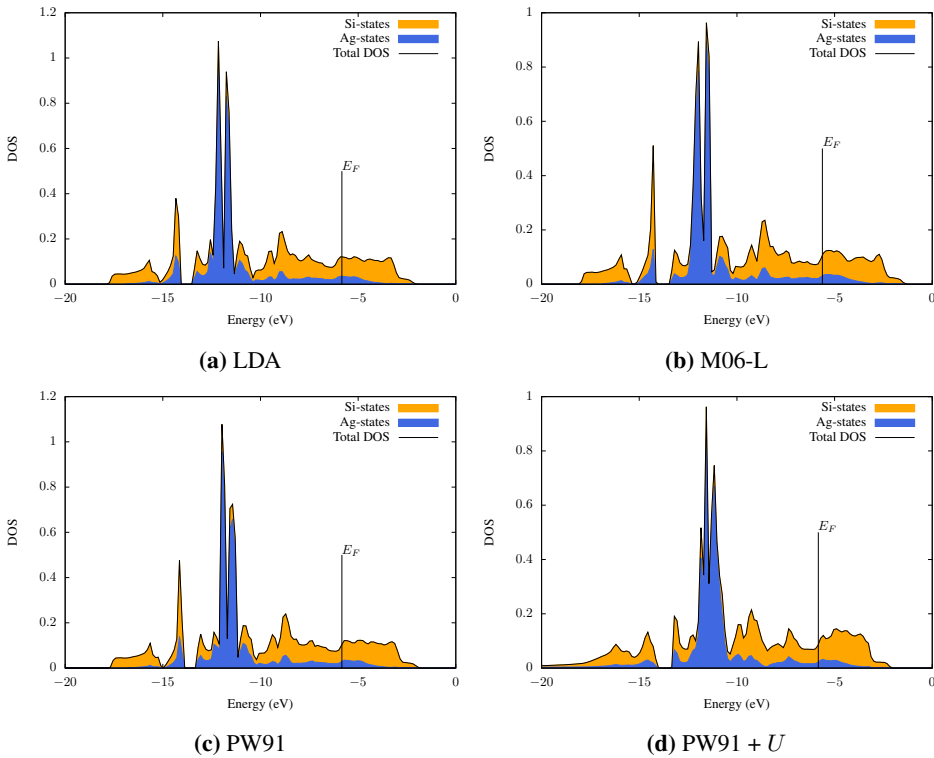 1.2
1
0.8
0.6
0.4
0.2
0
DOS
Si-states
Ag-states
Total DOS
E_F
−20 −15 −10 −5 0
Energy (eV)
(a) LDA
1
0.8
0.6
0.4
0.2
0
DOS
Si-states
Ag-states
Total DOS
E_F
−20 −15 −10 −5 0
Energy (eV)
(b) M06-L
1.2
1
0.8
0.6
0.4
0.2
0
DOS
Si-states
Ag-states
Total DOS
E_F
−20 −15 −10 −5 0
Energy (eV)
(c) PW91
1
0.8
0.6
0.4
0.2
0
DOS
Si-states
Ag-states
Total DOS
E_F
−20 −15 −10 −5 0
Energy (eV)
(d) PW91 + U